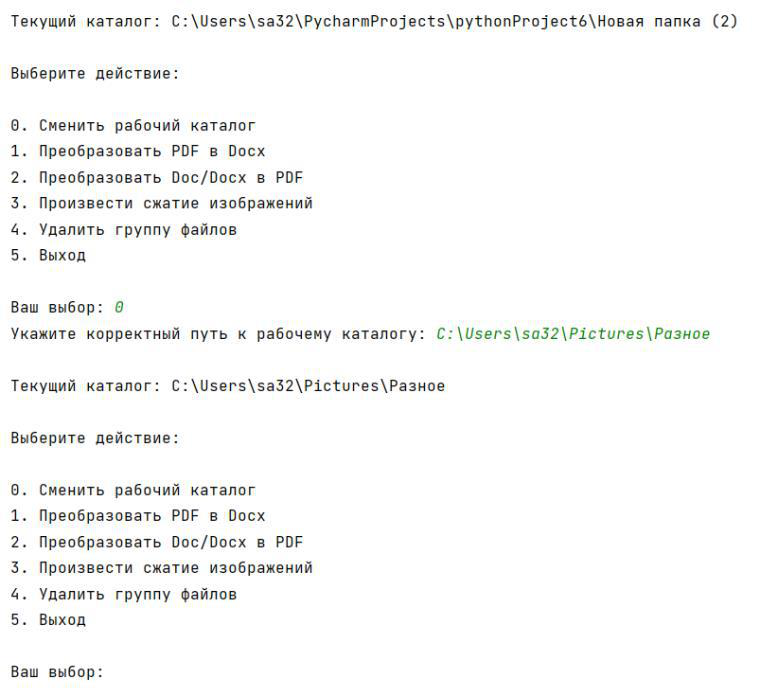 Текущий каталог: C:\Users\sa32\PycharmProjects\pythonProject6\Новая папка (2)
Выберите действие:
0. Сменить рабочий каталог
1. Преобразовать PDF в Docx
2. Преобразовать Doc/Docx в PDF
3. Произвести сжатие изображений
4. Удалить группу файлов
5. Выход
Ваш выбор: 0
Укажите корректный путь к рабочему каталогу: C:\Users\sa32\Pictures\Разное
Текущий каталог: C:\Users\sa32\Pictures\Разное
Выберите действие:
0. Сменить рабочий каталог
1. Преобразовать PDF в Docx
2. Преобразовать Doc/Docx в PDF
3. Произвести сжатие изображений
4. Удалить группу файлов
5. Выход
Ваш выбор: